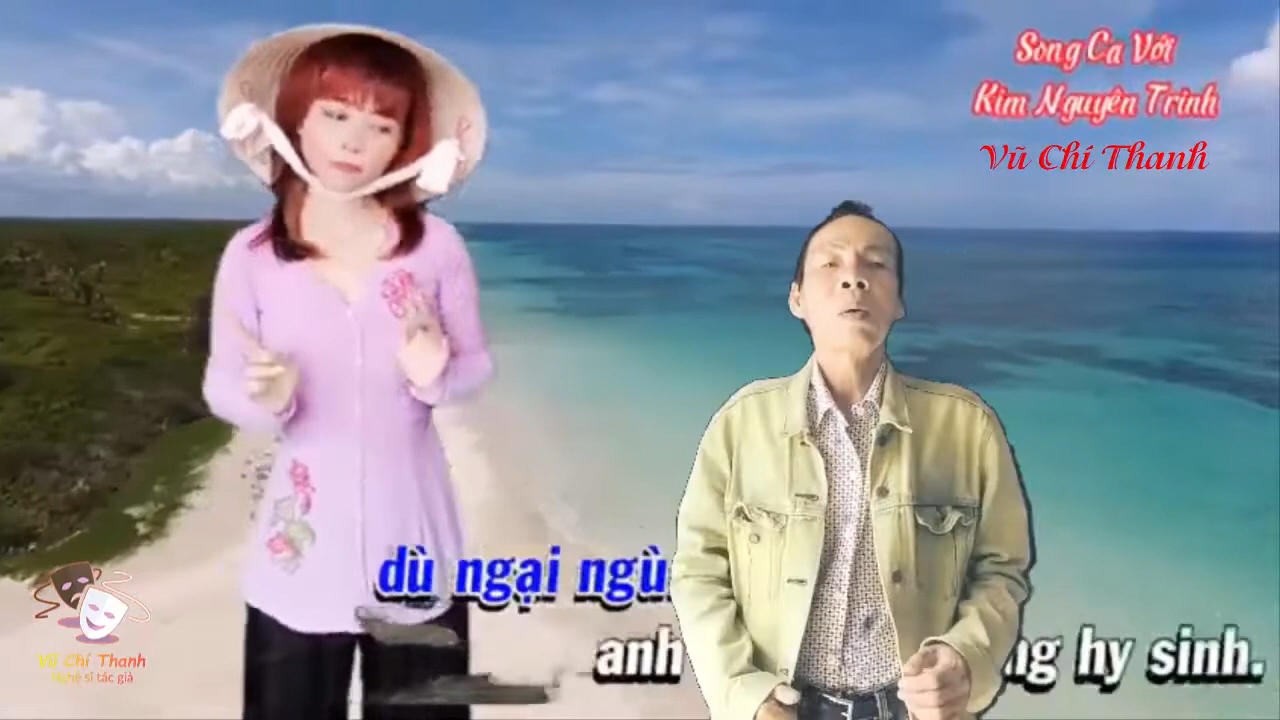 Song Ca Với
Kim Nguyên Trinh
Vũ Chí Thanh
dù ngại ngù
anh
ng hy sinh.
Vũ Chí Thanh
Nghệ sĩ tác giả